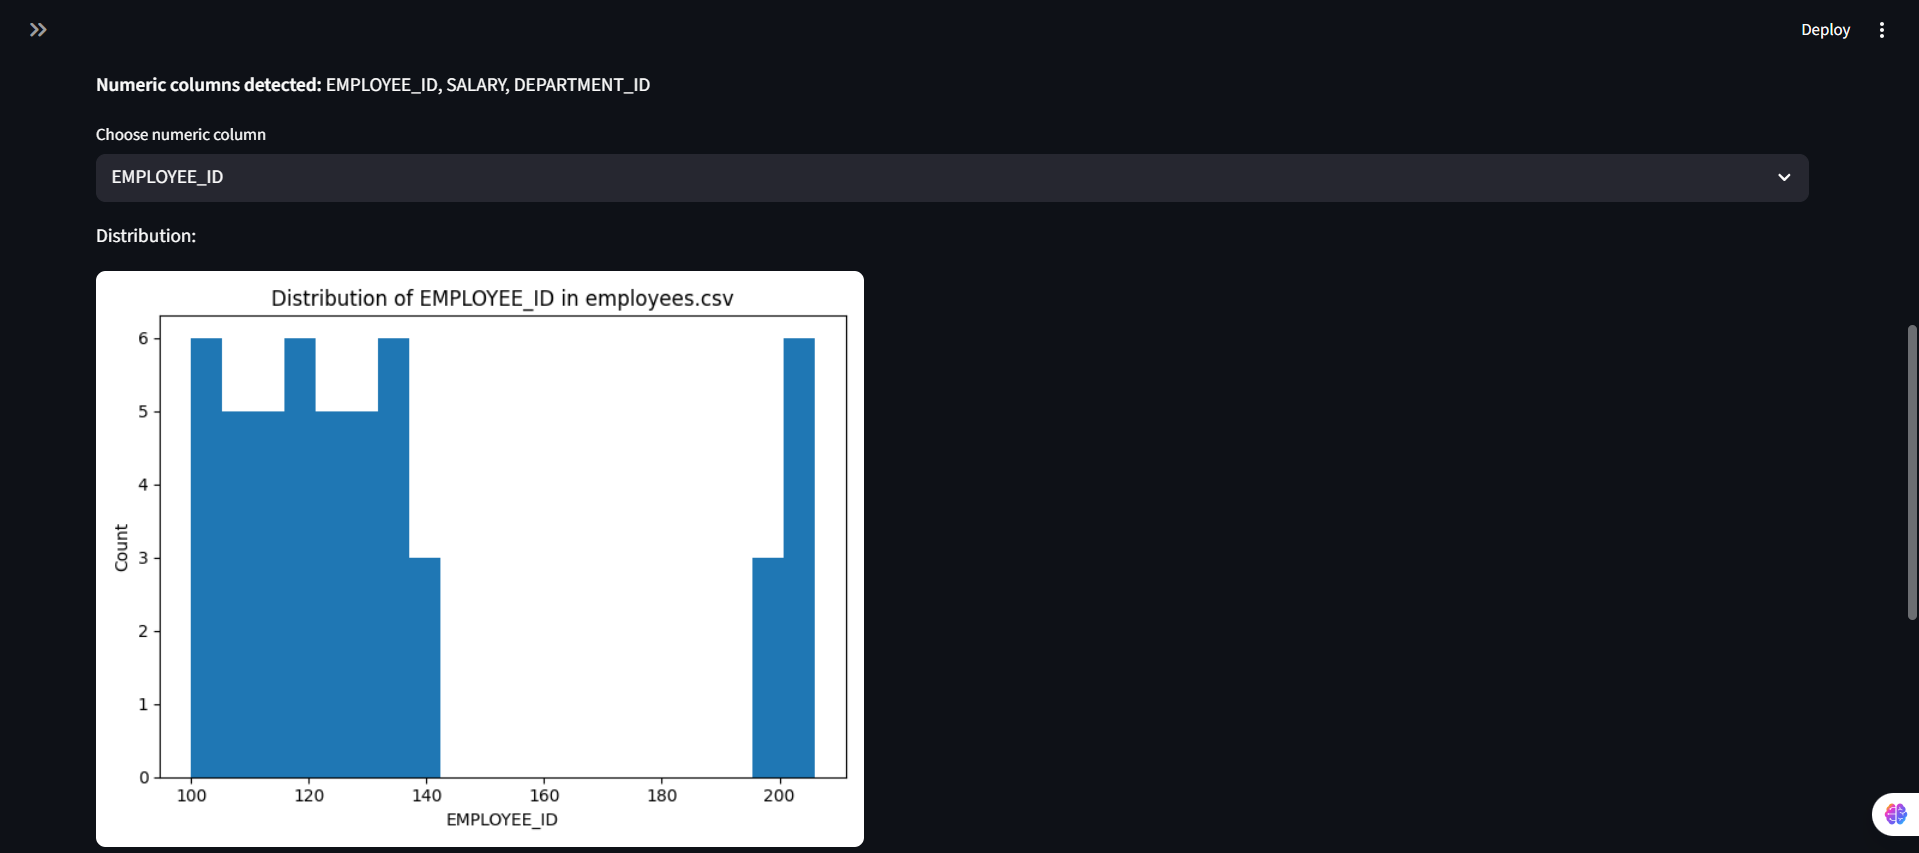 Deploy
Numeric columns detected: EMPLOYEE_ID, SALARY, DEPARTMENT_ID
Choose numeric column
EMPLOYEE_ID
Distribution:
Distribution of EMPLOYEE_ID in employees.csv
6
5
4
3
2
1
0
Count
100 120 140 160 180 200
EMPLOYEE_ID